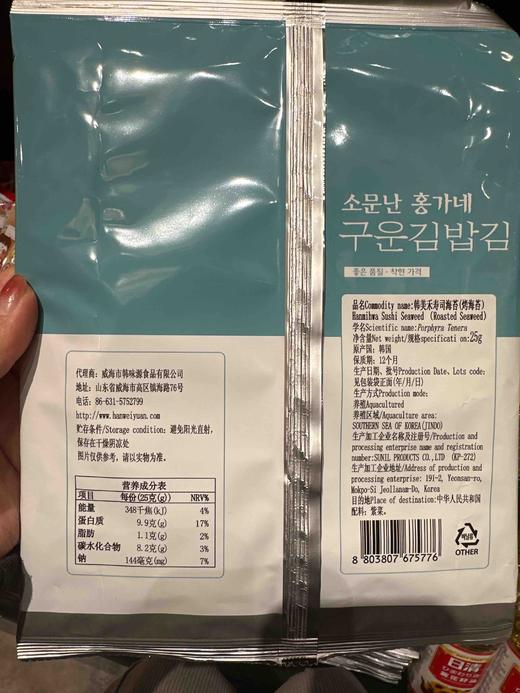 소문난 홍가네
구운김밥김
좋은 품질·착한 가격
品名Commodity name:韩美禾寿司海苔(烤海苔)
Hanmihwa Sushi Seaweed (Roasted Seaweed)
学名Scientific name:Porphyra Tenera
净含量Net weight/规格specificati on:25g
原产国：韩国
保质期：12个月
生产日期、批号Production Date, Lots code:
见包装袋正面(年/月/日)
生产方式Production mode:
养殖Aquacultured
养殖区域/Aquaculture area:
SOUTHERN SEA OF KOREA(JINDO)
生产加工企业名称及注册号/Production and
processing enterprise name and registration
number:SUNIL PRODUCTS CO.,LTD (KP-272)
生产加工企业地址/Address of production and
processing enterprise: 191-2, Yeonsan-ro,
Mokpo-Si Jeollanam-Do, Korea
目的地Place of destination:中华人民共和国
配料：紫菜。
8 803807 675776
비닐류
OTHER
代理商：威海市韩味源食品有限公司
地址：山东省威海市高区镇海路76号
电话：86-631-5752799
http://www.hanweiyuan.com/
贮存条件/Storage condition：避免阳光直射，
保存在干燥阴凉处
图片仅供参考，请以实物为准。
营养成分表
项目 每份(25克(g)) NRV%
能量 348千焦(kJ) 4%
蛋白质 9.9克(g) 17%
脂肪 1.1克(g) 2%
碳水化合物 8.2克(g) 3%
钠 144毫克(mg) 7%
日清